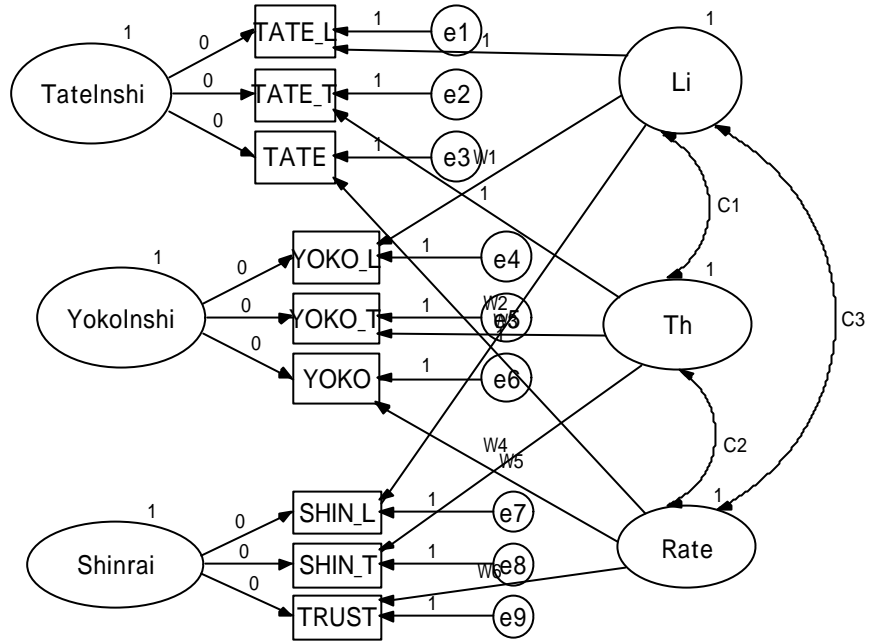 1
0
TATE_L
1
e1
1
1
TateInshi
0
TATE_T
1
e2
Li
0
TATE
1
e3
W1
1
C1
1
1
0
YOKO_L
1
e4
YokoInshi
0
YOKO_T
1
W2
e5
W3
1
Th
C3
0
YOKO
1
e6
W4
W5
C2
1
1
0
SHIN_L
1
e7
Shinrai
0
SHIN_T
1
e8
Rate
0
TRUST
1
W6
e9